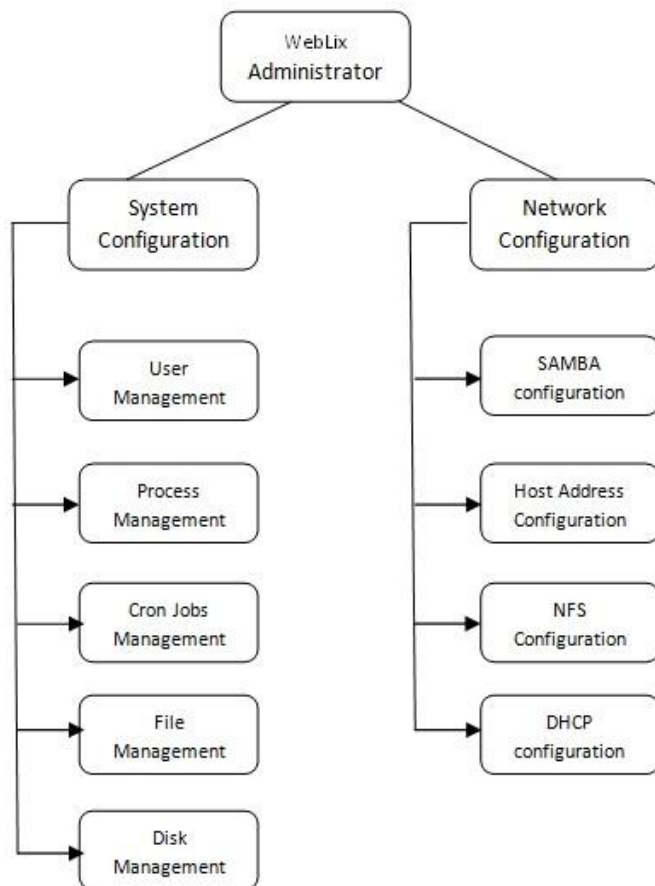 WebLix
Administrator
System
Configuration
User
Management
Process
Management
Cron Jobs
Management
File
Management
Disk
Management
Network
Configuration
SAMBA
configuration
Host Address
Configuration
NFS
Configuration
DHCP
configuration